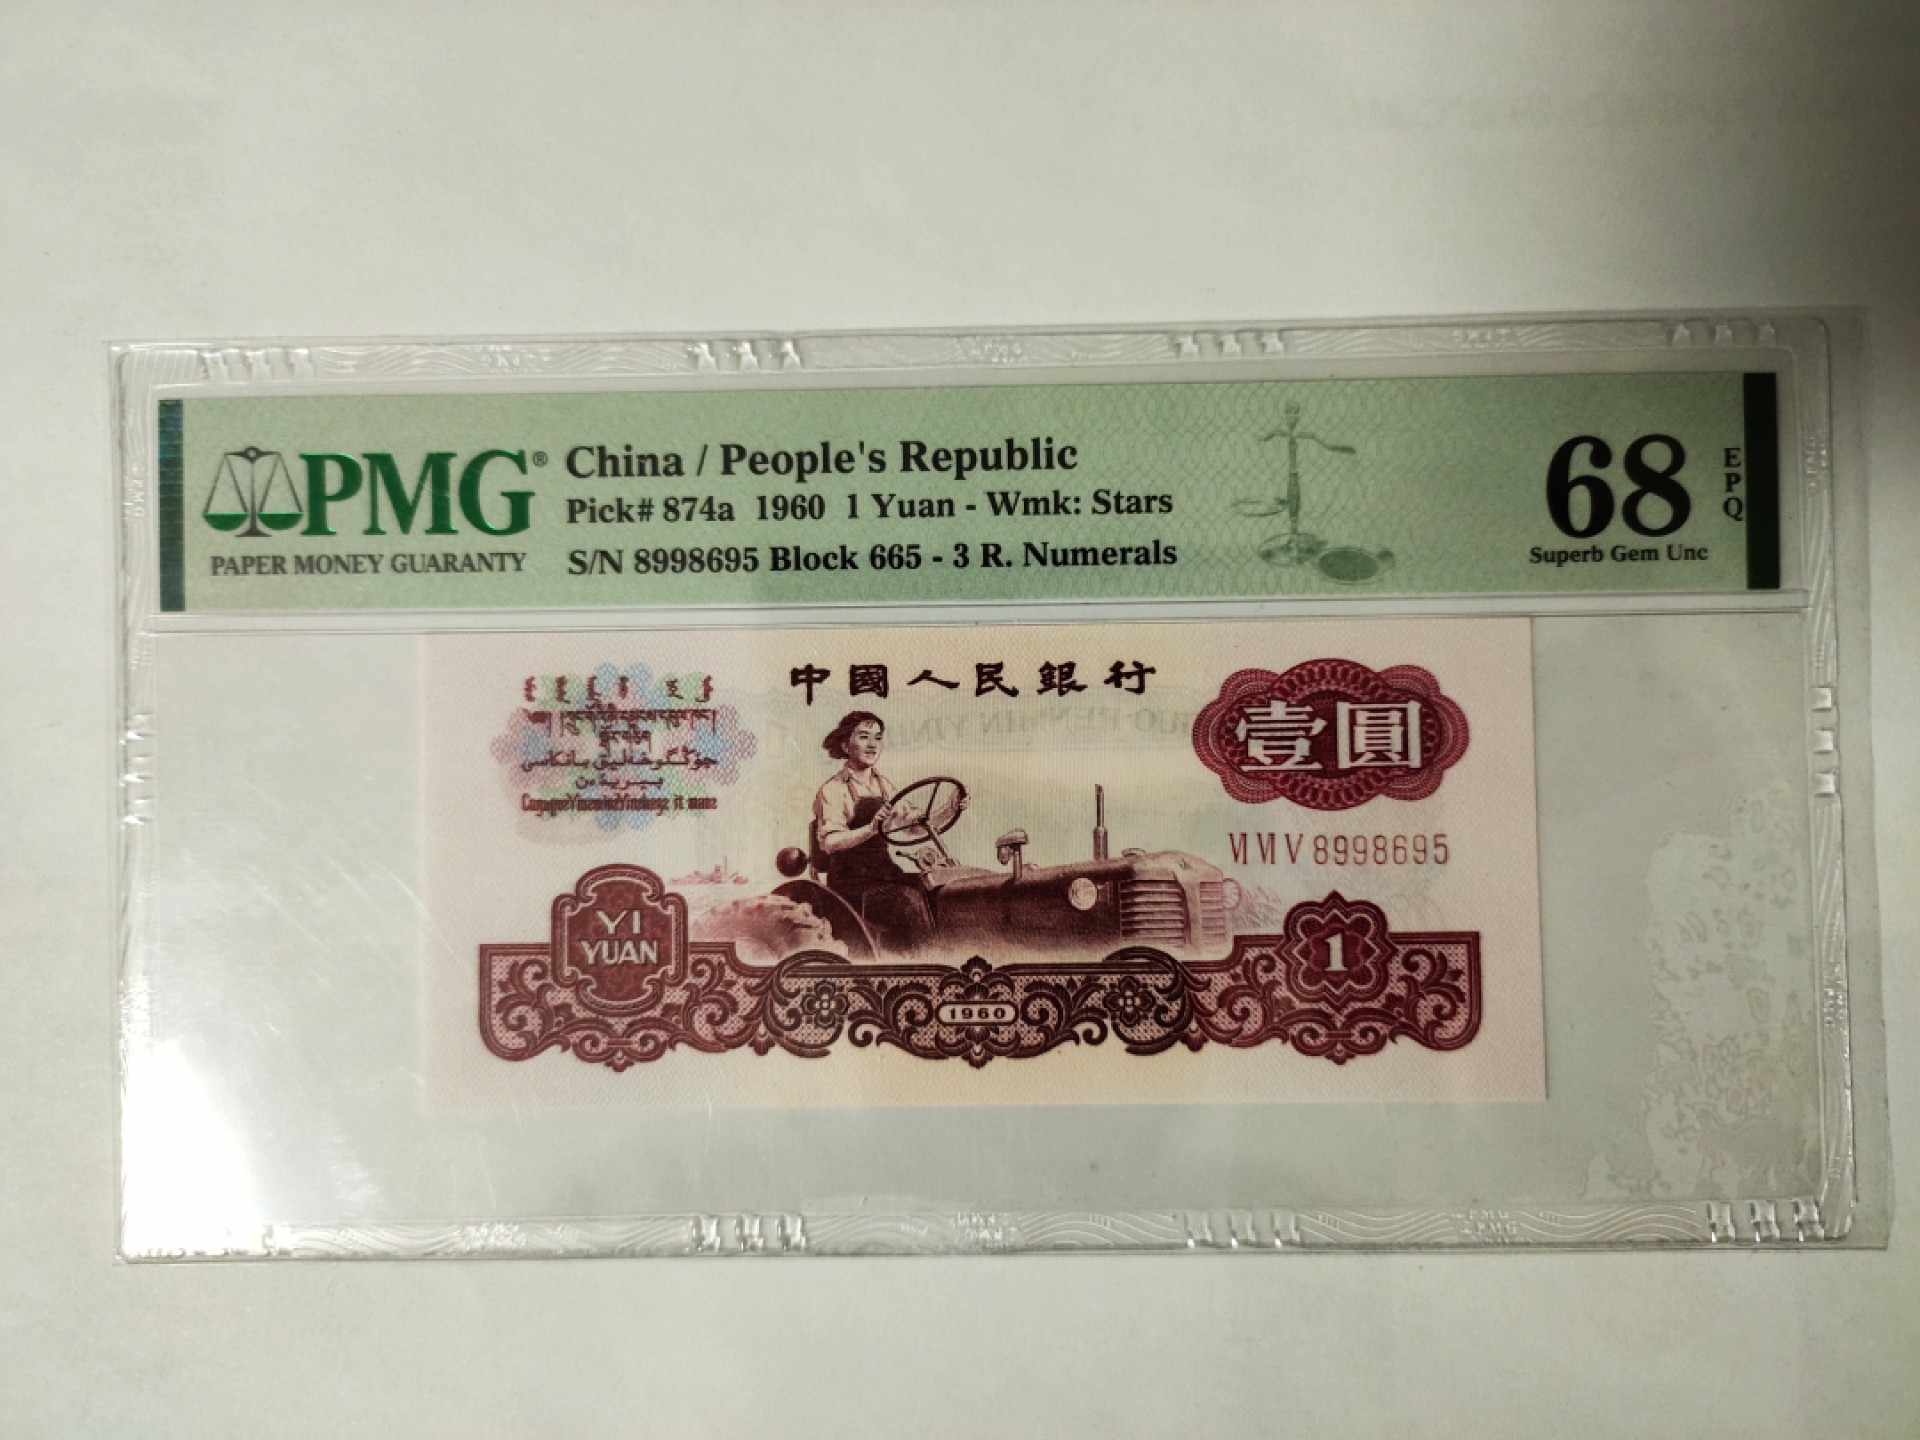 PMG®
PAPER MONEY GUARANTY
China / People's Republic
Pick# 874a 1960 1 Yuan - Wmk: Stars
S/N 8998695 Block 665 - 3 R. Numerals
68
EPQ
Superb Gem Unc
中國人民銀行
壹圓
VI VI V 8998695
YI
YUAN
1
1960